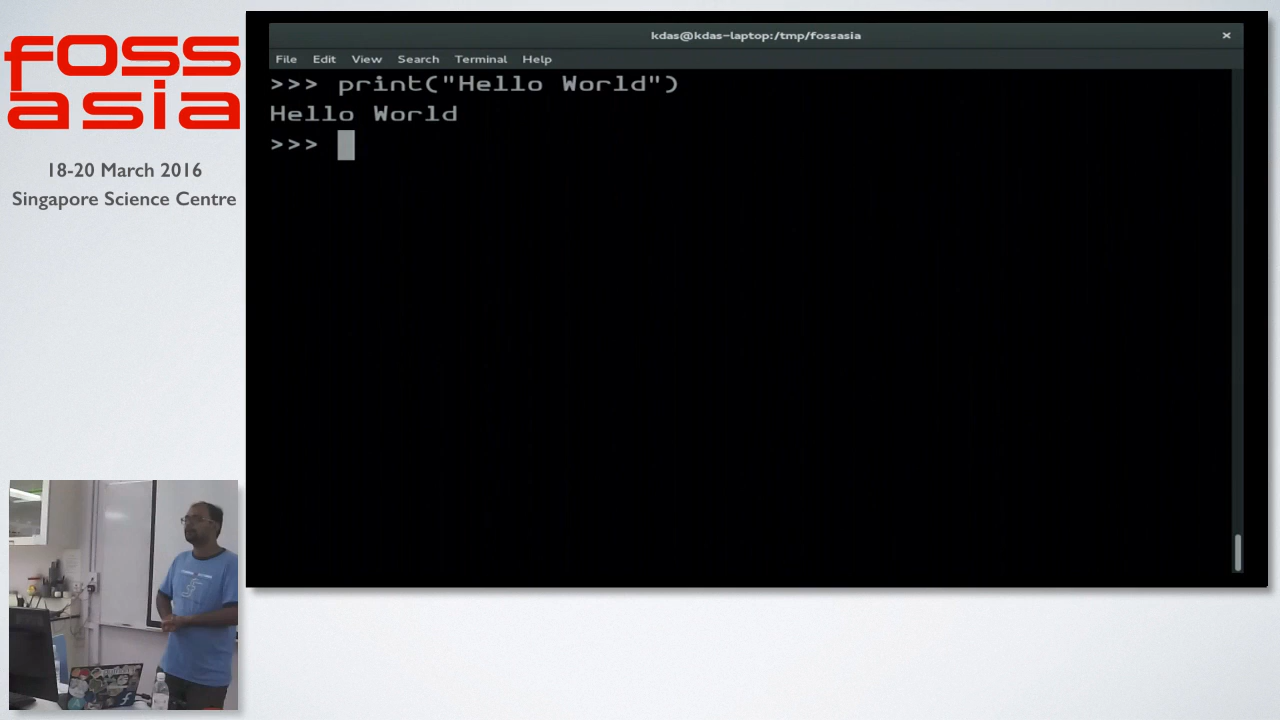 fOSS
asia
18-20 March 2016
Singapore Science Centre
kdas@kdas-laptop:/tmp/fossasia
×
File Edit View Search Terminal Help
>>> print("Hello World")
Hello World
>>>